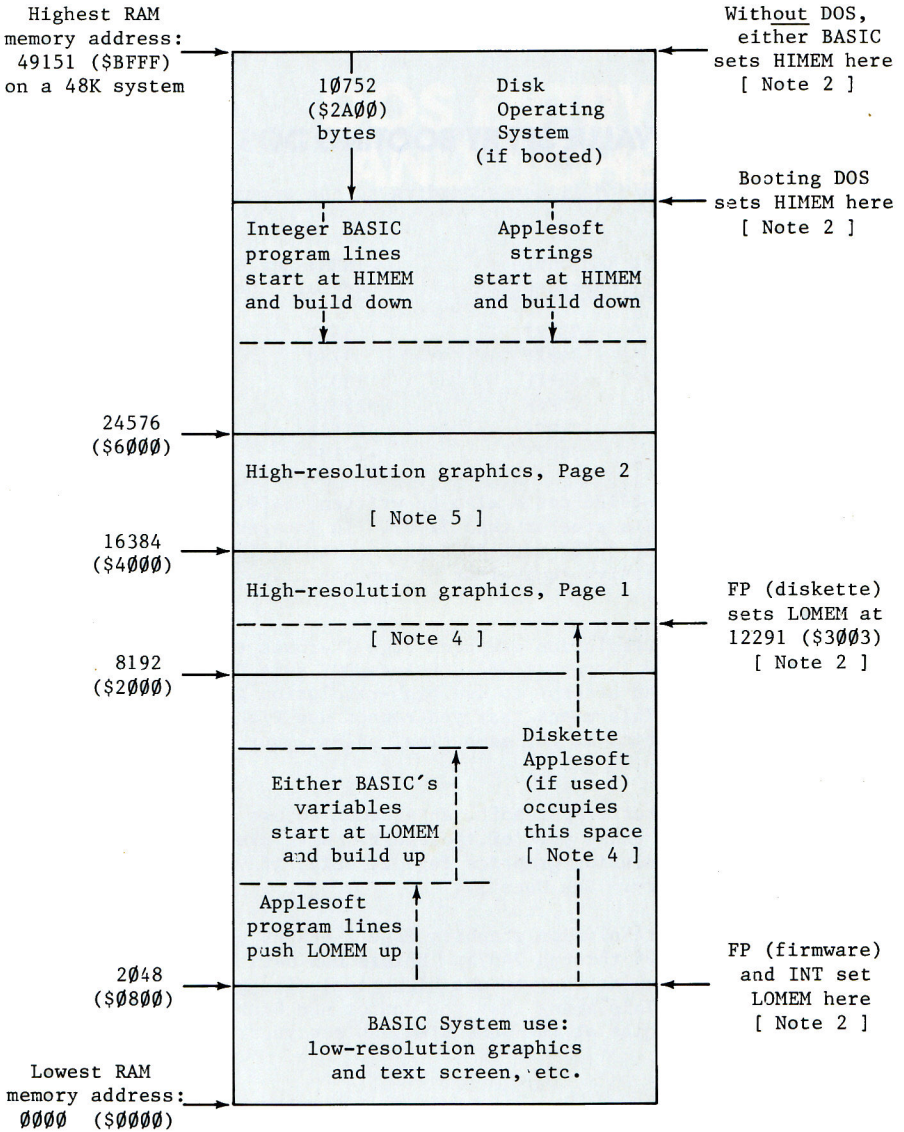 Highest RAM
memory address:
49151 ($BFFF)
on a 48K system
Without DOS,
either BASIC
sets HIMEM here
[ Note 2 ]
10752
($2A00)
bytes
Disk
Operating
System
(if booted)
Booting DOS
sets HIMEM here
[ Note 2 ]
Integer BASIC
program lines
start at HIMEM
and build down
Applesoft
strings
start at HIMEM
and build down
24576
($6000)
High-resolution graphics, Page 2
[ Note 5 ]
16384
($4000)
High-resolution graphics, Page 1
[ Note 4 ]
FP (diskette)
sets LOMEM at
12291 ($3003)
[ Note 2 ]
8192
($2000)
Diskette
Applesoft
(if used)
occupies
this space
[ Note 4 ]
Either BASIC's
variables
start at LOMEM
and build up
Applesoft
program lines
push LOMEM up
2048
($0800)
FP (firmware)
and INT set
LOMEM here
[ Note 2 ]
BASIC System use:
low-resolution graphics
and text screen, etc.
Lowest RAM
memory address:
0000 ($0000)